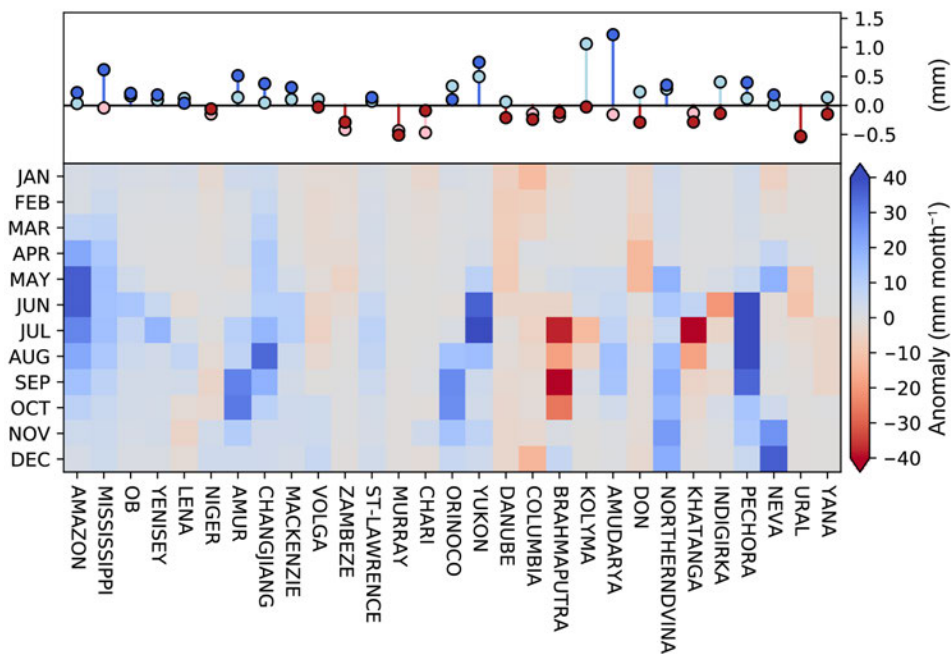 1.5
1.0
0.5
0.0
−0.5
(mm)
JAN
FEB
MAR
APR
MAY
JUN
JUL
AUG
SEP
OCT
NOV
DEC
40
30
20
10
0
−10
−20
−30
−40
Anomaly (mm month⁻¹)
AMAZON
MISSISSIPPI
OB
YENISEY
LENA
NIGER
AMUR
CHANGJIANG
MACKENZIE
VOLGA
ZAMBEZE
ST-LAWRENCE
MURRAY
CHARI
ORINOCO
YUKON
DANUBE
COLUMBIA
BRAHMAPUTRA
KOLYMA
AMUDARYA
DON
NORTHERNDVINA
KHATANGA
INDIGIRKA
PECHORA
NEVA
URAL
YANA